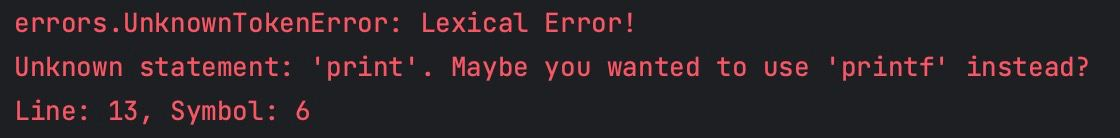 errors.UnknownTokenError: Lexical Error!
Unknown statement: 'print'. Maybe you wanted to use 'printf' instead?
Line: 13, Symbol: 6